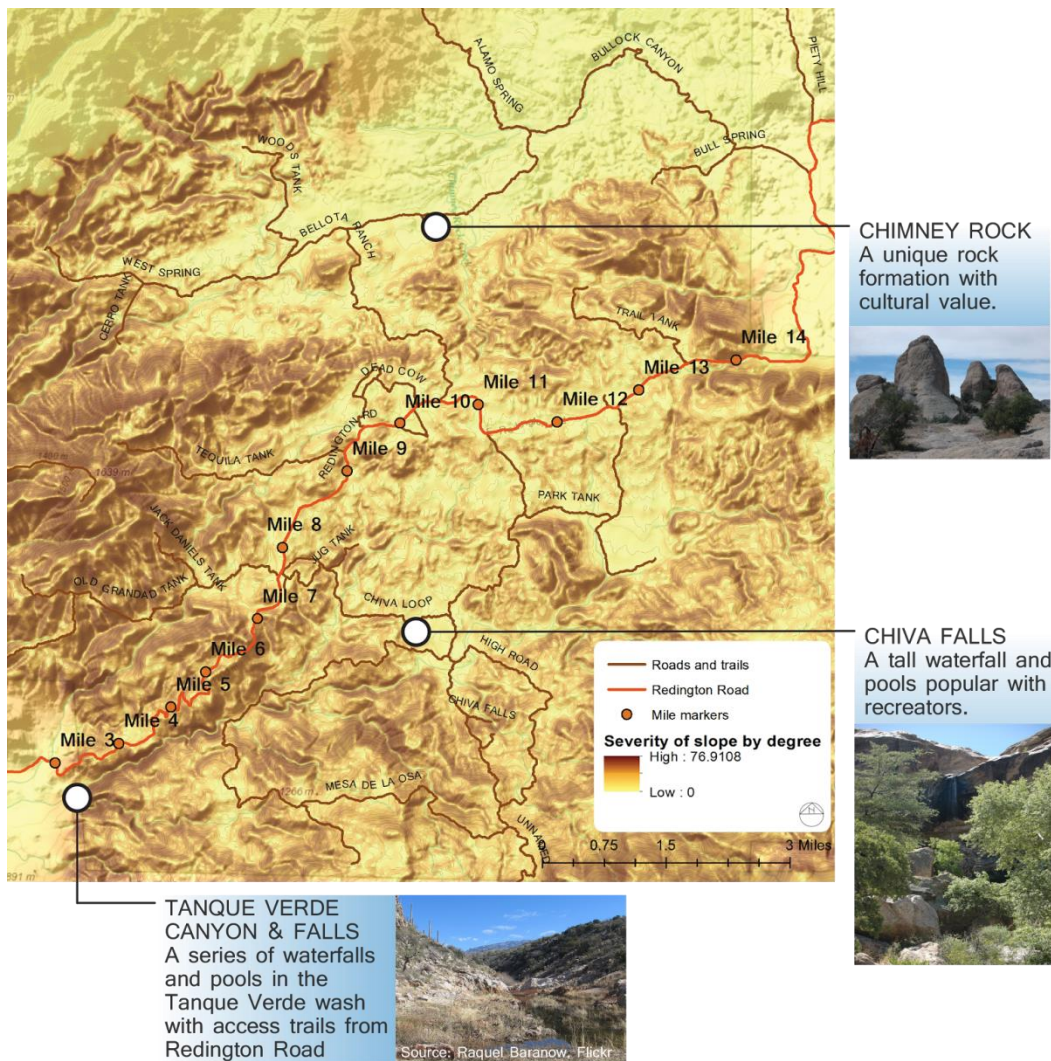 ALAMO SPRING
BULLOCK CANYON
PIETY HILL
WOODS TANK
BULL SPRING
BELLOTA RANCH
WEST SPRING
CERRO TANK
CHIMNEY ROCK
A unique rock
formation with
cultural value.
TRAIL TANK
Mile 14
Mile 13
DEAD COW
Mile 11
Mile 12
Mile 10
REDINGTON RD
Mile 9
TEQUILA TANK
PARK TANK
JACK DANIELS TANK
Mile 8
JUG TANK
OLD GRANDAD TANK
Mile 7
CHIVA LOOP
Mile 6
HIGH ROAD
CHIVA FALLS
A tall waterfall and
pools popular with
recreators.
Mile 5
CHIVA FALLS
Mile 4
Mile 3
MESA DE LA OSA
1266 m
UNNAMED
891 m
Roads and trails
Redington Road
Mile markers
Severity of slope by degree
High : 76.9108
Low : 0
N
0.75 1.5 3 Miles
TANQUE VERDE
CANYON & FALLS
A series of waterfalls
and pools in the
Tanque Verde wash
with access trails from
Redington Road
Source: Raquel Baranow, Flickr